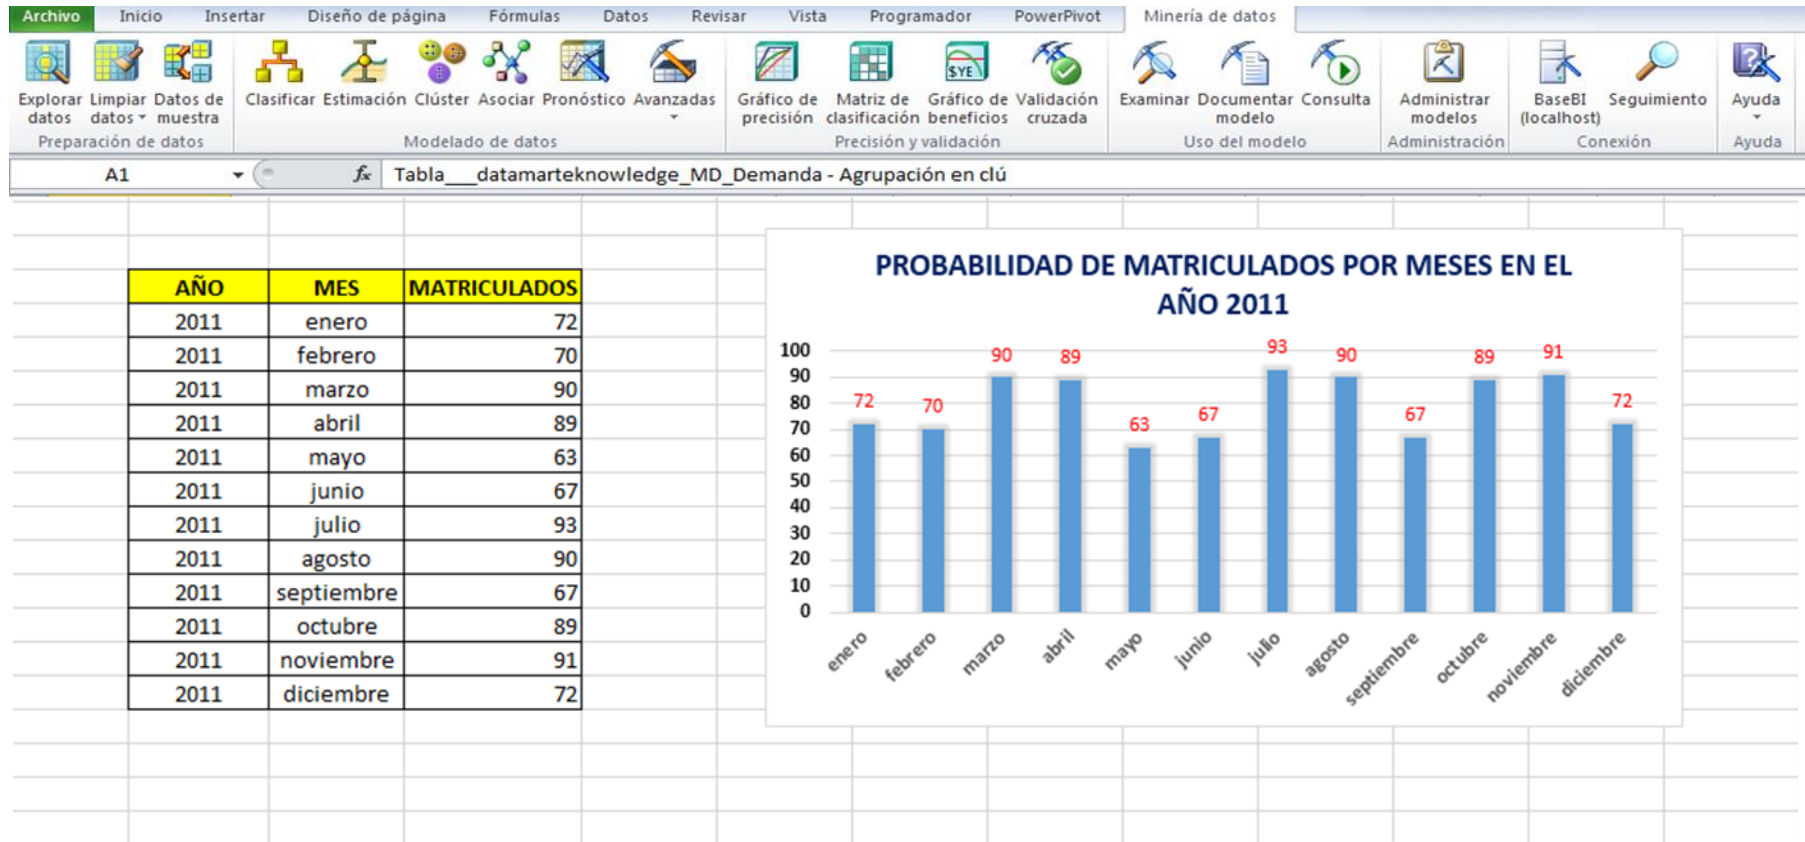 Archivo Inicio Insertar Diseño de página Fórmulas Datos Revisar Vista Programador PowerPivot Minería de datos
Explorar Limpiar Datos de Clasificar Estimación Clúster Asociar Pronóstico Avanzadas Gráfico de Matriz de Gráfico de Validación Examinar Documentar Consulta Administrar BaseBI Seguimiento Ayuda
datos datos muestra precisión clasificación beneficios cruzada modelo modelos (localhost)
Preparación de datos Modelado de datos Precisión y validación Uso del modelo Administración Conexión Ayuda
A1 fx Tabla___datamarteknowledge_MD_Demanda - Agrupación en clú
AÑO MES MATRICULADOS
2011 enero 72
2011 febrero 70
2011 marzo 90
2011 abril 89
2011 mayo 63
2011 junio 67
2011 julio 93
2011 agosto 90
2011 septiembre 67
2011 octubre 89
2011 noviembre 91
2011 diciembre 72
PROBABILIDAD DE MATRICULADOS POR MESES EN EL
AÑO 2011
100
90
80
70
60
50
40
30
20
10
0
72 70 90 89 63 67 93 90 67 89 91 72
enero febrero marzo abril mayo junio julio agosto septiembre octubre noviembre diciembre
$YE